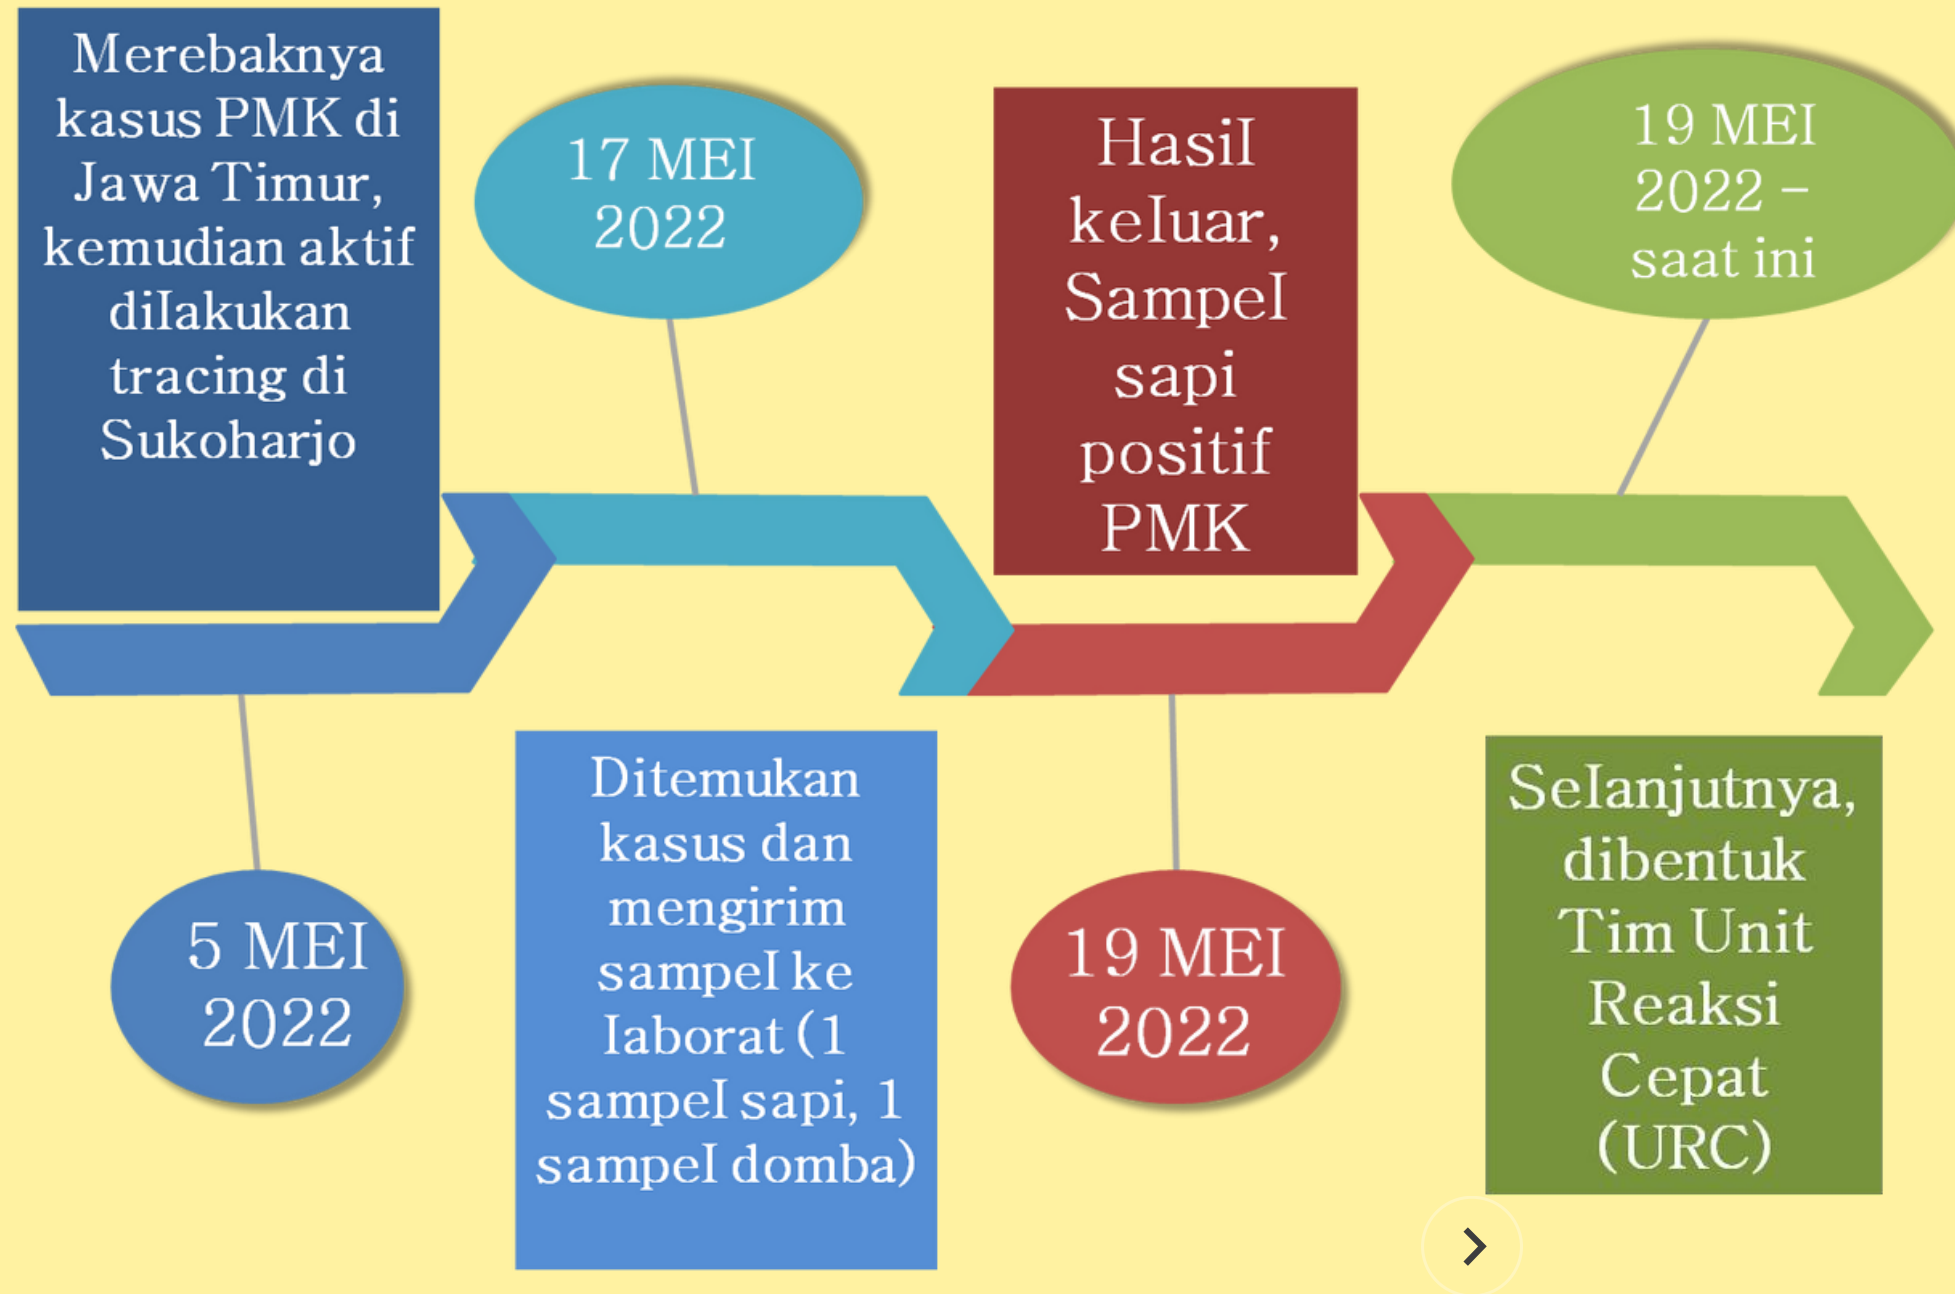 Merebaknya
kasus PMK di
Jawa Timur,
kemudian aktif
dilakukan
tracing di
Sukoharjo
5 MEI
2022
17 MEI
2022
Ditemukan
kasus dan
mengirim
sampel ke
laborat (1
sampel sapi, 1
sampel domba)
Hasil
keluar,
Sampel
sapi
positif
PMK
19 MEI
2022
19 MEI
2022 –
saat ini
Selanjutnya,
dibentuk
Tim Unit
Reaksi
Cepat
(URC)